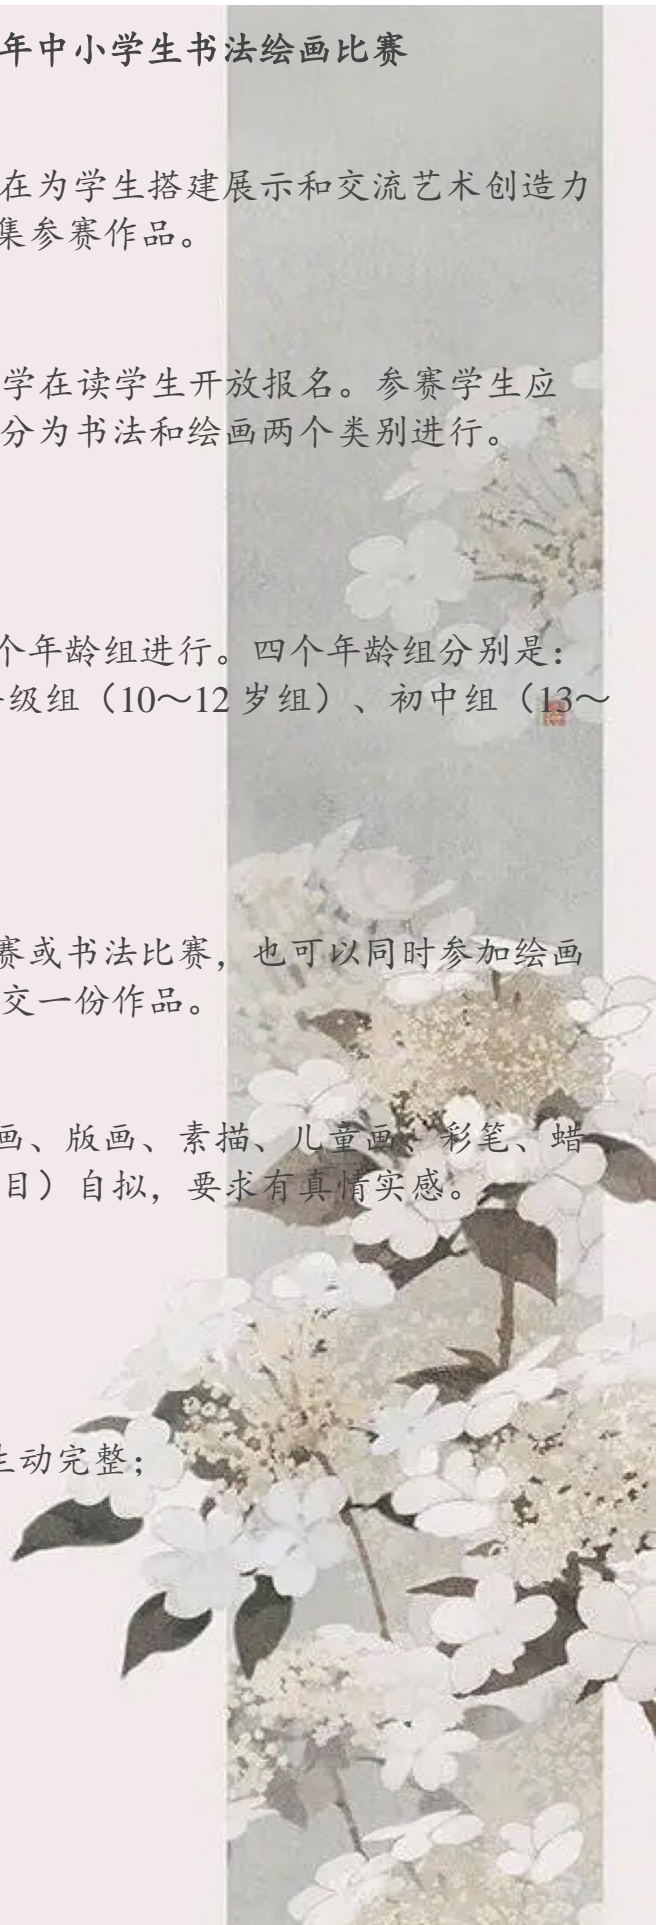 年中小学生书法绘画比赛
在为学生搭建展示和交流艺术创造力
集参赛作品。
学在读学生开放报名。参赛学生应
分为书法和绘画两个类别进行。
个年龄组进行。四个年龄组分别是：
级组（10～12 岁组）、初中组（13～
赛或书法比赛，也可以同时参加绘画
交一份作品。
画、版画、素描、儿童画、彩笔、蜡
目）自拟，要求有真情实感。
生动完整；